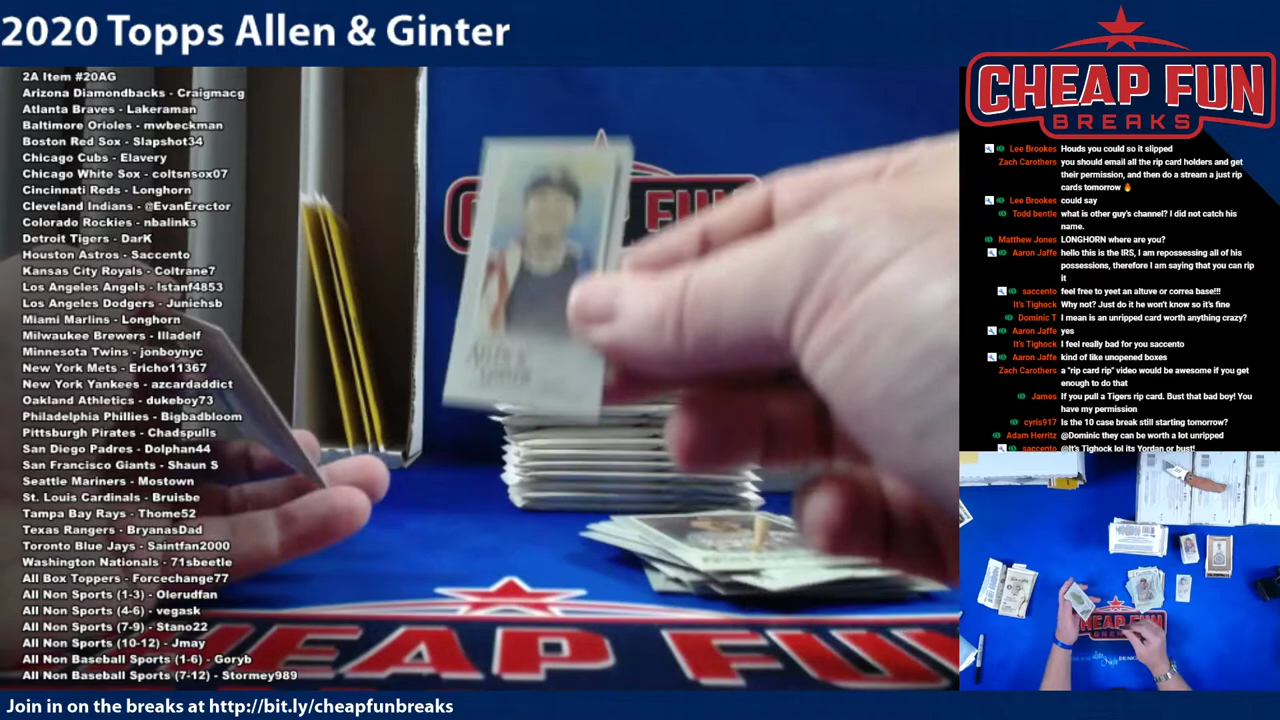 2020 Topps Allen & Ginter
2A Item #20AG
Arizona Diamondbacks - Craigmacg
Atlanta Braves - Lakeraman
Baltimore Orioles - mwbeckman
Boston Red Sox - Slapshot34
Chicago Cubs - Elavery
Chicago White Sox - coltsnsox07
Cincinnati Reds - Longhorn
Cleveland Indians - @EvanErector
Colorado Rockies - nbalinks
Detroit Tigers - DarK
Houston Astros - Saccento
Kansas City Royals - Coltrane7
Los Angeles Angels - Istanf4853
Los Angeles Dodgers - Juniehsb
Miami Marlins - Longhorn
Milwaukee Brewers - Illadelf
Minnesota Twins - jonboynyc
New York Mets - Ericho11367
New York Yankees - azcardaddict
Oakland Athletics - dukeboy73
Philadelphia Phillies - Bigbadbloom
Pittsburgh Pirates - Chadspulls
San Diego Padres - Dolphan44
San Francisco Giants - Shaun S
Seattle Mariners - Mostown
St. Louis Cardinals - Bruisbe
Tampa Bay Rays - Thome52
Texas Rangers - BryanasDad
Toronto Blue Jays - Saintfan2000
Washington Nationals - 71sbeetle
All Box Toppers - Forcechange77
All Non Sports (1-3) - Olerudfan
All Non Sports (4-6) - vegask
All Non Sports (7-9) - Stano22
All Non Sports (10-12) - Jmay
All Non Baseball Sports (1-6) - Goryb
All Non Baseball Sports (7-12) - Stormey989
ALLEN &
GINTER
FUN
CHEAP FUN
CHEAP FUN
BREAKS
Lee Brookes Houds you could so it slipped
Zach Carothers you should email all the rip card holders and get
their permission, and then do a stream a just rip
cards tomorrow 🔥
Lee Brookes could say
Todd bentle what is other guy's channel? I did not catch his
name.
Matthew Jones LONGHORN where are you?
Aaron Jaffe hello this is the IRS, I am repossessing all of his
possessions, therefore I am saying that you can rip
it
saccento feel free to yeet an altuve or correa base!!!
It's Tighock Why not? Just do it he won't know so it's fine
Dominic T I mean is an unripped card worth anything crazy?
Aaron Jaffe yes
It's Tighock I feel really bad for you saccento
Aaron Jaffe kind of like unopened boxes
Zach Carothers a "rip card rip" video would be awesome if you get
enough to do that
James If you pull a Tigers rip card. Bust that bad boy! You
have my permission
cyris917 Is the 10 case break still starting tomorrow?
Adam Herritz @Dominic they can be worth a lot unripped
saccento @It's Tighock lol its Yordan or bust!
CHEAP FUN
Join in on the breaks at http://bit.ly/cheapfunbreaks